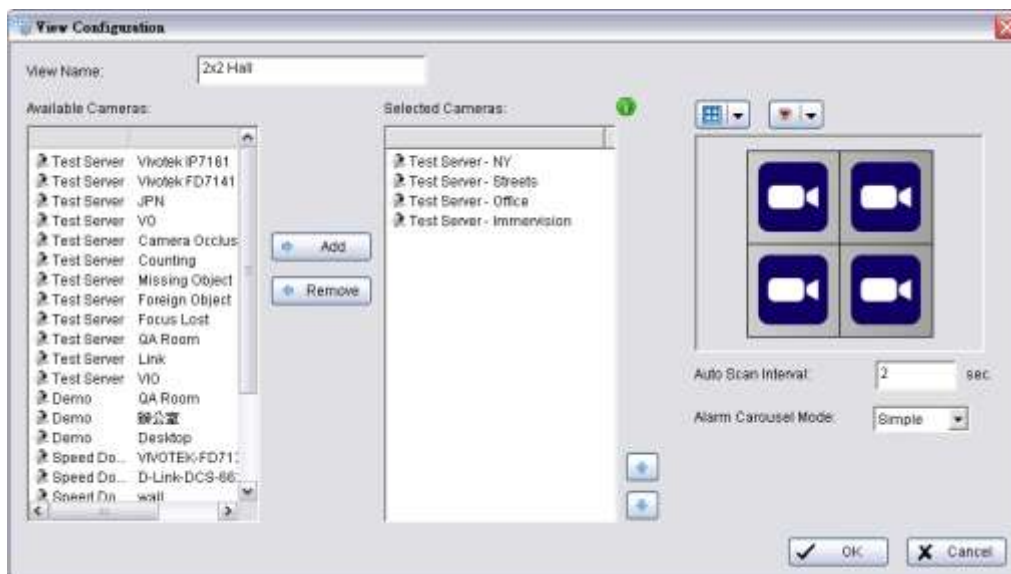 View Configuration
View Name:
2x2 Hall
Available Cameras:
Selected Cameras:
Test Server Vivotek IP7161
Test Server Vivotek FD7141
Test Server JPN
Test Server VO
Test Server Camera Occlus
Test Server Counting
Test Server Missing Object
Test Server Foreign Object
Test Server Focus Lost
Test Server QA Room
Test Server Link
Test Server VIO
Demo QA Room
Demo 辦公室
Demo Desktop
Speed Do... VIVOTEK-FD71
Speed Do... D-Link-DCS-66
Speed Do wall
Add
Remove
Test Server - NY
Test Server - Streets
Test Server - Office
Test Server - Immervision
Auto Scan Interval:
2
sec.
Alarm Carousel Mode:
Simple
OK
Cancel